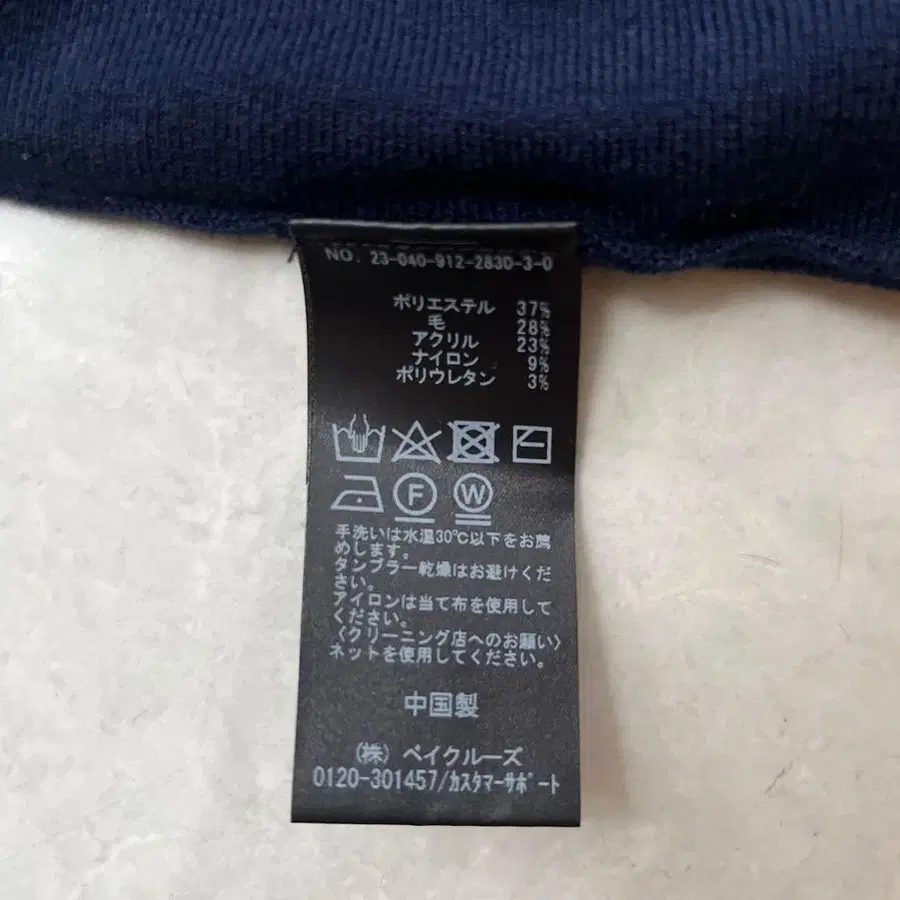 NO. 23-040-912-2830-3-0
ポリエステル 37%
毛 28%
アクリル 23%
ナイロン 9%
ポリウレタン 3%
F W
手洗いは水温30℃以下をお薦
めします。
タンブラー乾燥はお避けくだ
さい。
アイロンは当て布を使用して
ください。
〈クリーニング店へのお願い〉
ネットを使用してください。
中国製
(株) ベイクルーズ
0120-301457/カスタマーサポート